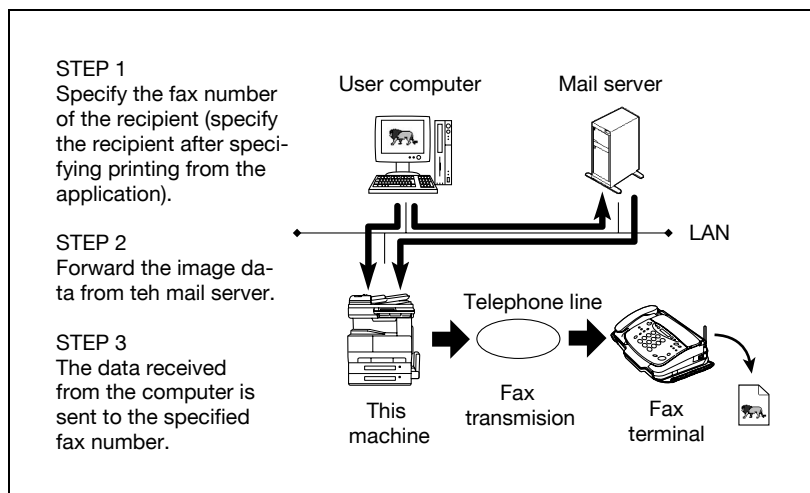 STEP 1
Specify the fax number
of the recipient (specify
the recipient after speci-
fying printing from the
application).
STEP 2
Forward the image da-
ta from teh mail server.
STEP 3
The data received
from the computer is
sent to the specified
fax number.
User computer
Mail server
LAN
Telephone line
This
machine
Fax
transmision
Fax
terminal